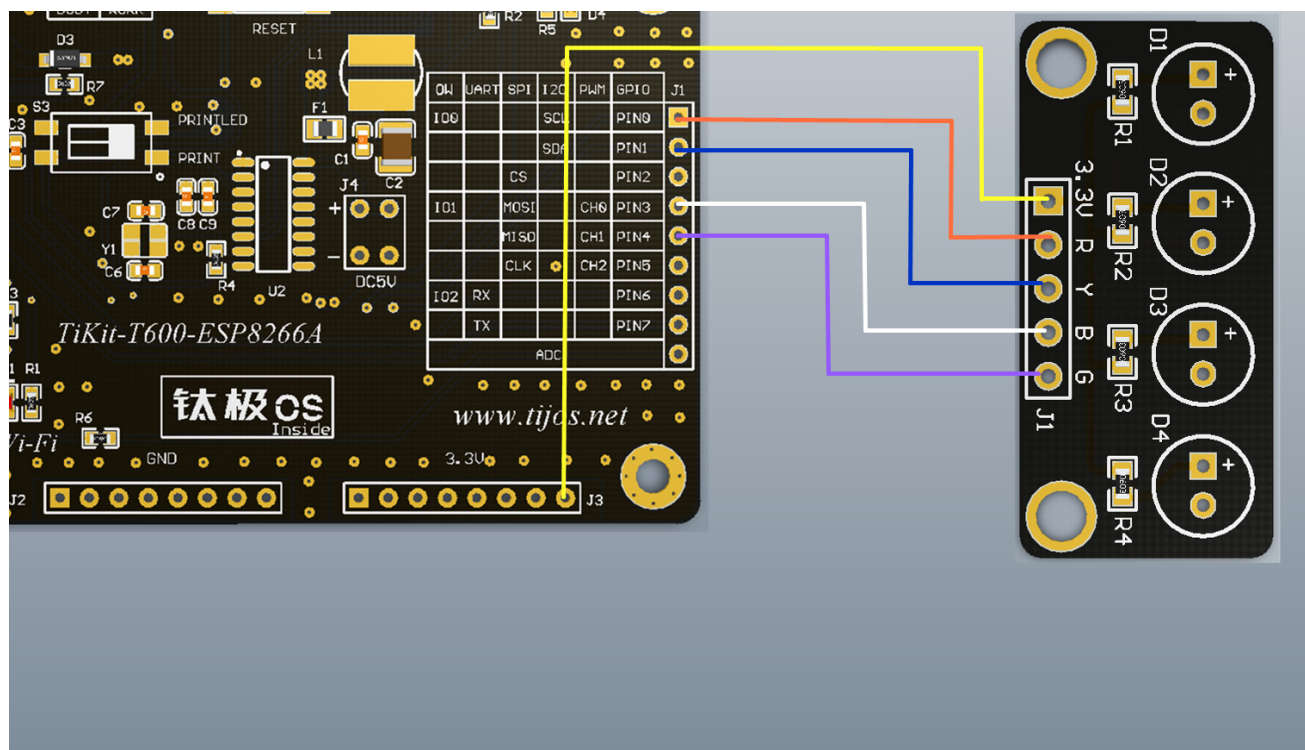 RESET
R2
R5
D4
D3
R7
L1
S3
PRINTLED
F1
C3
PRINT
C1
C2
J4
+
−
DC5V
C7
C8
C9
Y1
C6
R4
U2
OW UART SPI I2C PWM GPIO J1
IO0 SCL PIN0
SDA PIN1
CS PIN2
IO1 MOSI CH0 PIN3
MISO CH1 PIN4
CLK CH2 PIN5
IO2 RX PIN6
TX PIN7
ADC
TiKit-T600-ESP8266A
R1
钛极OS
Inside
www.tijos.net
R6
Wi-Fi
GND
3.3V
J2
J3
D1
+
R1
D2
+
3.3V
R
Y
B
G
J1
R2
D3
+
R3
D4
+
R4